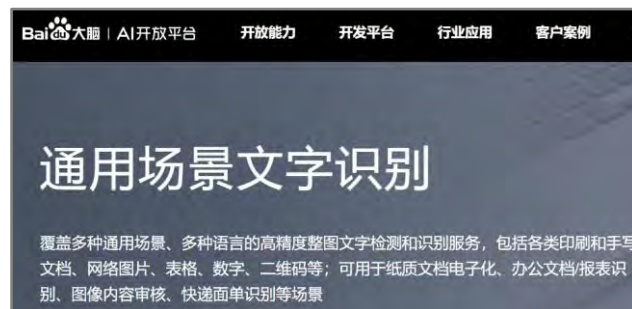 Bai du 大脑 | AI开放平台 开放能力 开发平台 行业应用 客户案例
通用场景文字识别
覆盖多种通用场景、多种语言的高精度整图文字检测和识别服务，包括各类印刷和手写
文档、网络图片、表格、数字、二维码等；可用于纸质文档电子化、办公文档/报表识
别、图像内容审核、快递面单识别等场景